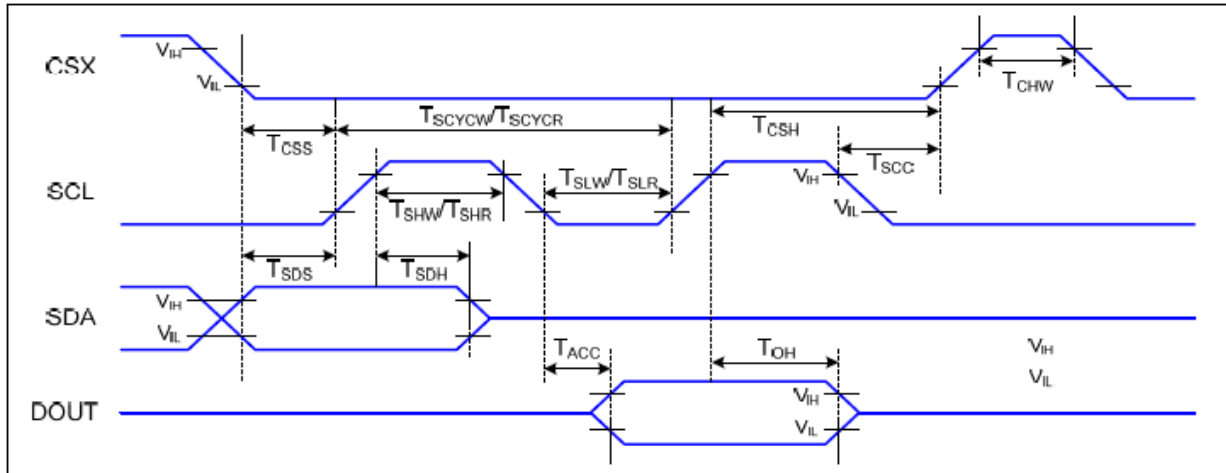 CSX
VIH
VIL
TCHW
TSCYCW/TSCYCR
TCSH
TCSS
TSCC
SCL
TSLW/TSLR
VIH
TSHW/TSHR
VIL
TSDS
TSDH
SDA
VIH
VIL
TACC
TOH
VIH
VIL
DOUT
VIH
VIL